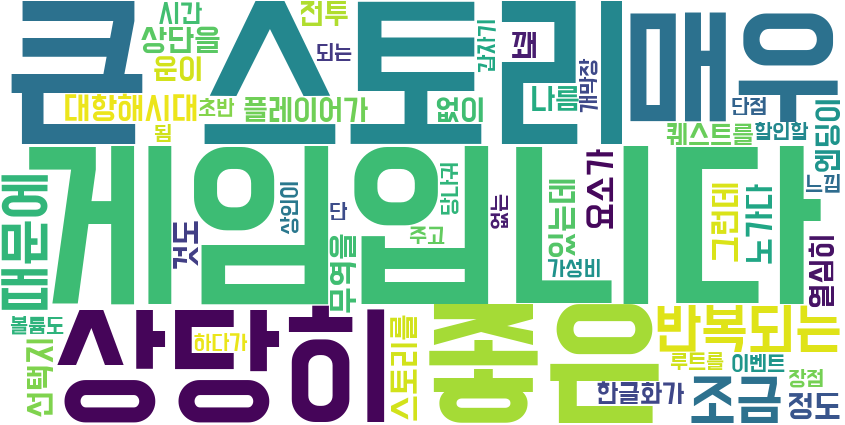 큰
스토리
매우
시간
상단을
운이
전투
되는
꽤
갑자기
개막장
나름
대항해시대
초반
됨
플레이어가
없이
단점
퀘스트를
할인할
엔딩이
느낌
게임입니다
때문에
것도
상인이
단
무역을
당나귀
주고
없는
있는데
가성비
요소가
그런데
노가다
열심히
상당히
좋은
반복되는
볼륨도
선택지
하다가
스토리를
루트를
이벤트
한글화가
조금
장점
정도